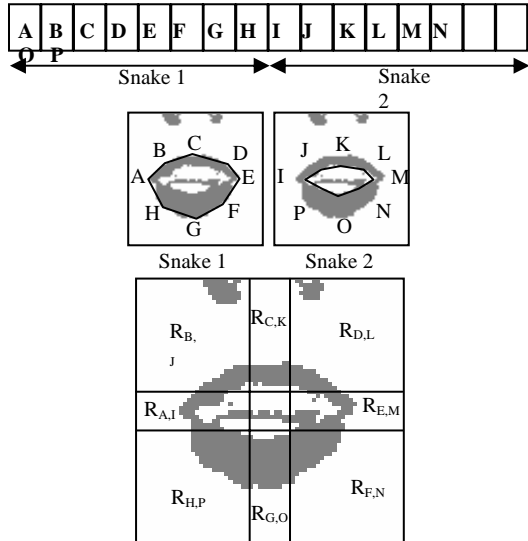 A B C D E F G H I J K L M N
O P
Snake 1 Snake
2
C K
B D J L
A E I M
H F P N
G O
Snake 1 Snake 2
R_B, R_C,K R_D,L
J
R_A,I R_E,M
R_H,P R_F,N
R_G,O